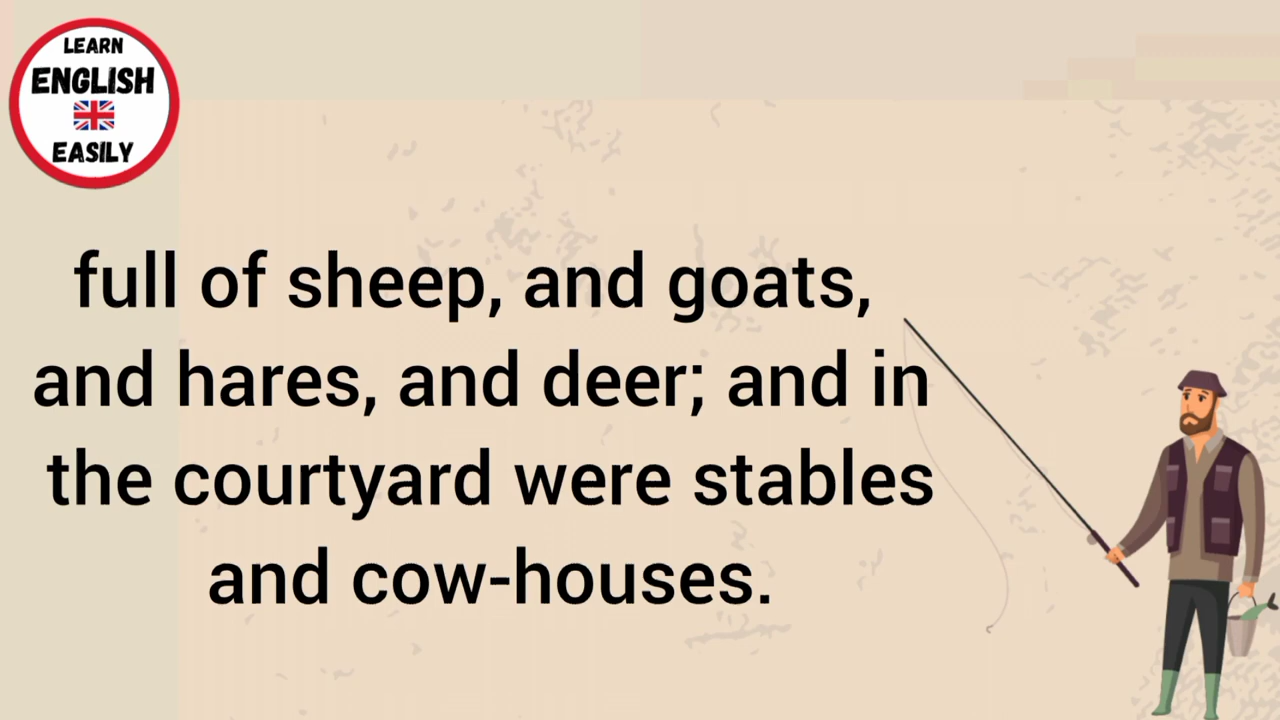 LEARN
ENGLISH
EASILY
full of sheep, and goats,
and hares, and deer; and in
the courtyard were stables
and cow-houses.